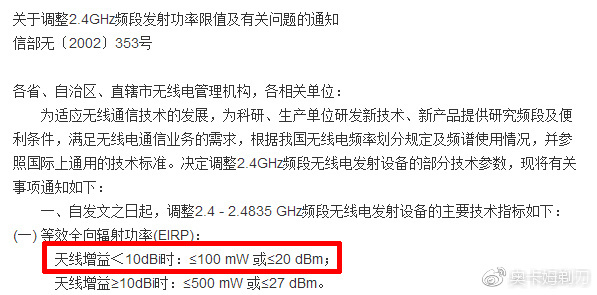 关于调整2.4GHz频段发射功率限值及有关问题的通知
信部无〔2002〕353号
各省、自治区、直辖市无线电管理机构，各相关单位：
为适应无线通信技术的发展，为科研、生产单位研发新技术、新产品提供研究频段及便
利条件，满足无线电通信业务的需求，根据我国无线电频率划分规定及频谱使用情况，并参
照国际上通用的技术标准。决定调整2.4GHz频段无线电发射设备的部分技术参数，现将有关
事项通知如下：
一、自发文之日起，调整2.4 - 2.4835 GHz频段无线电发射设备的主要技术指标如下：
(一) 等效全向辐射功率(EIRP)：
天线增益＜10dBi时：≤100 mW 或≤20 dBm；
天线增益≥10dBi时：≤500 mW 或≤27 dBm。
@奥卡姆剃刀